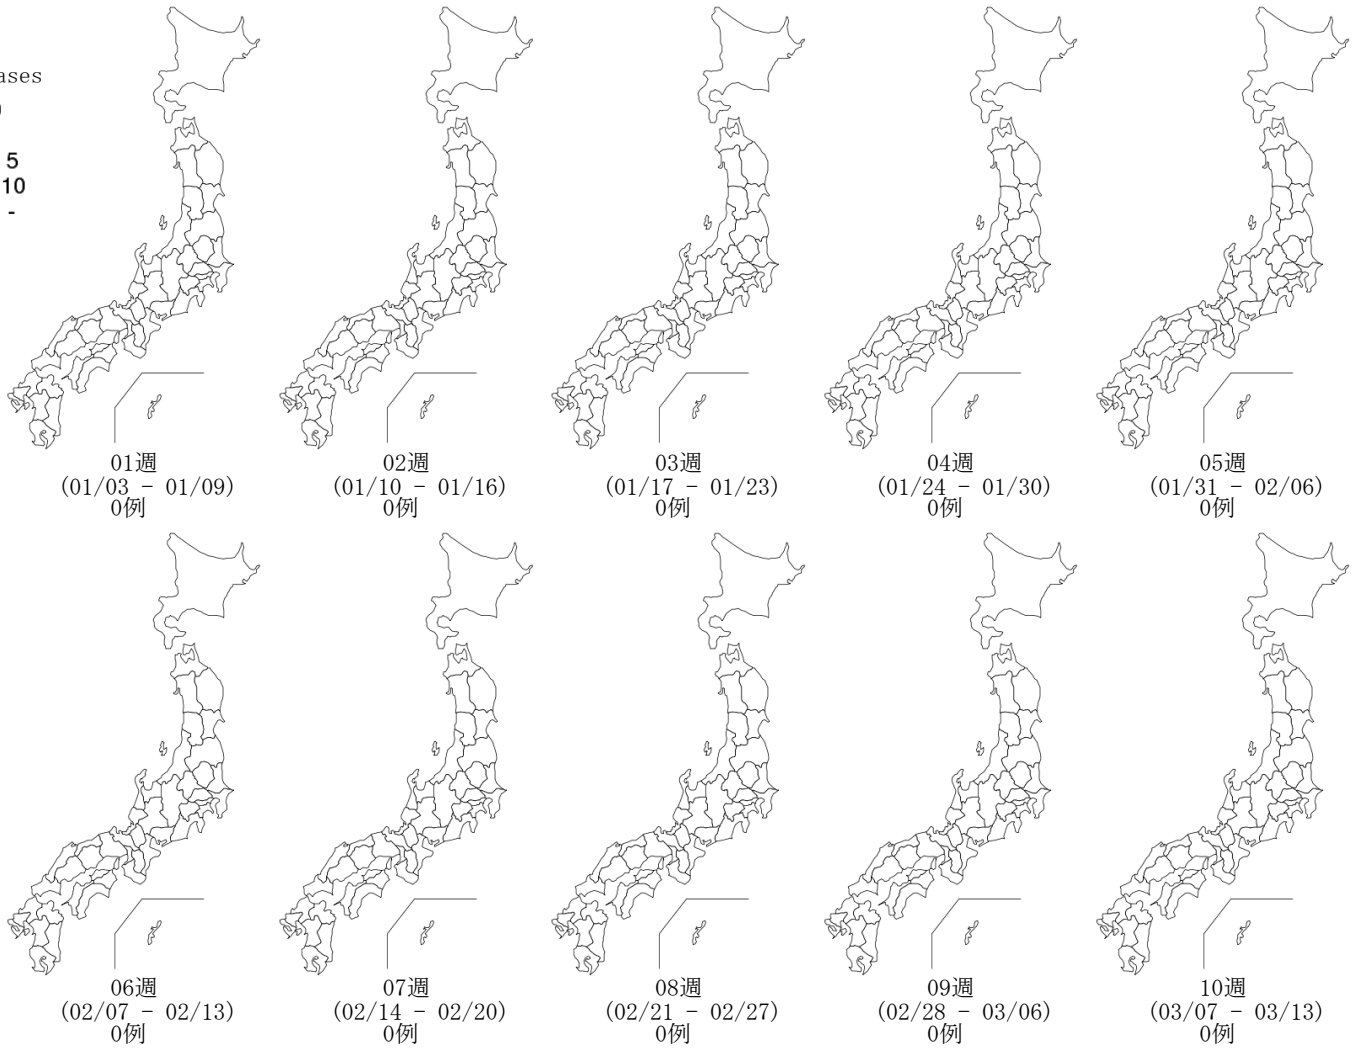 ases
5
10
-
01週
(01/03 - 01/09)
0例
02週
(01/10 - 01/16)
0例
03週
(01/17 - 01/23)
0例
04週
(01/24 - 01/30)
0例
05週
(01/31 - 02/06)
0例
06週
(02/07 - 02/13)
0例
07週
(02/14 - 02/20)
0例
08週
(02/21 - 02/27)
0例
09週
(02/28 - 03/06)
0例
10週
(03/07 - 03/13)
0例